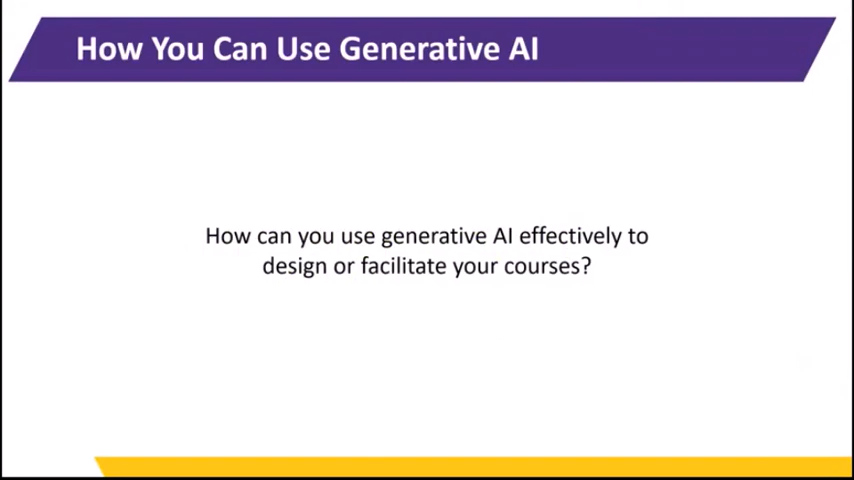 How You Can Use Generative AI
How can you use generative AI effectively to
design or facilitate your courses?